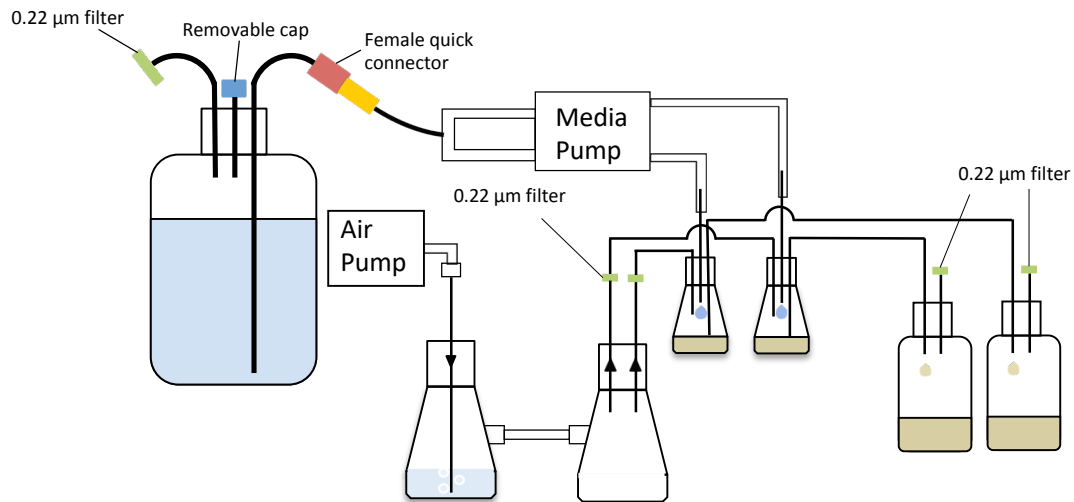 0.22 µm filter
Removable cap
Female quick
connector
Media
Pump
0.22 µm filter
0.22 µm filter
Air
Pump